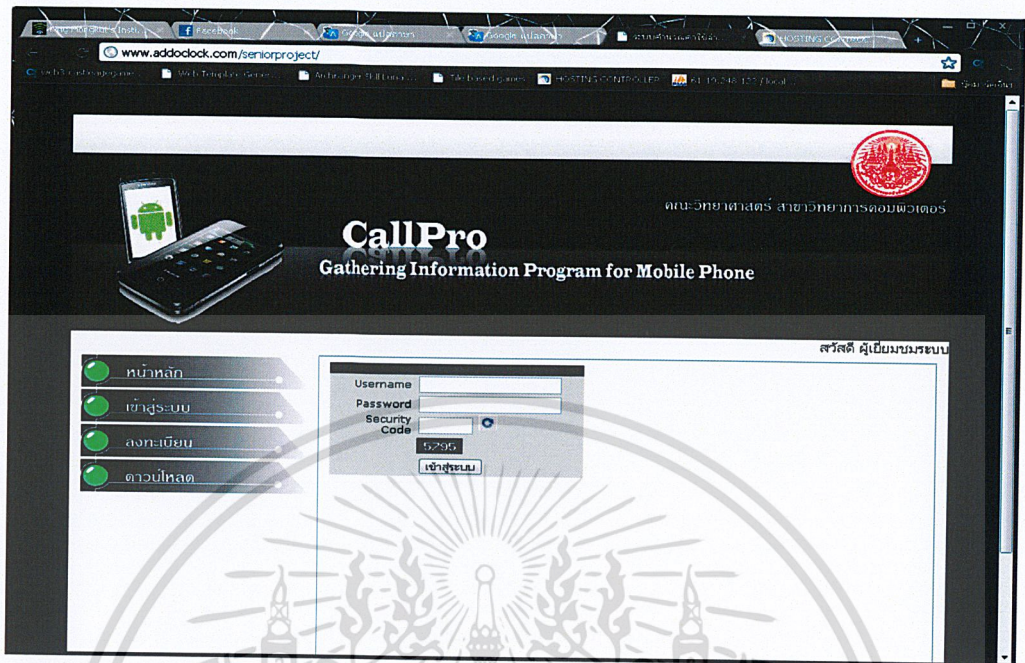 Facebook
www.addoclock.com/seniorproject/
Tile based games
HOSTING CONTROLLER
คณะวิทยาศาสตร์ สาขาวิทยาการคอมพิวเตอร์
CallPro
Gathering Information Program for Mobile Phone
สวัสดี ผู้เยี่ยมชมระบบ
หน้าหลัก
เข้าสู่ระบบ
ลงทะเบียน
ดาวน์โหลด
Username
Password
Security
Code
5795
เข้าสู่ระบบ